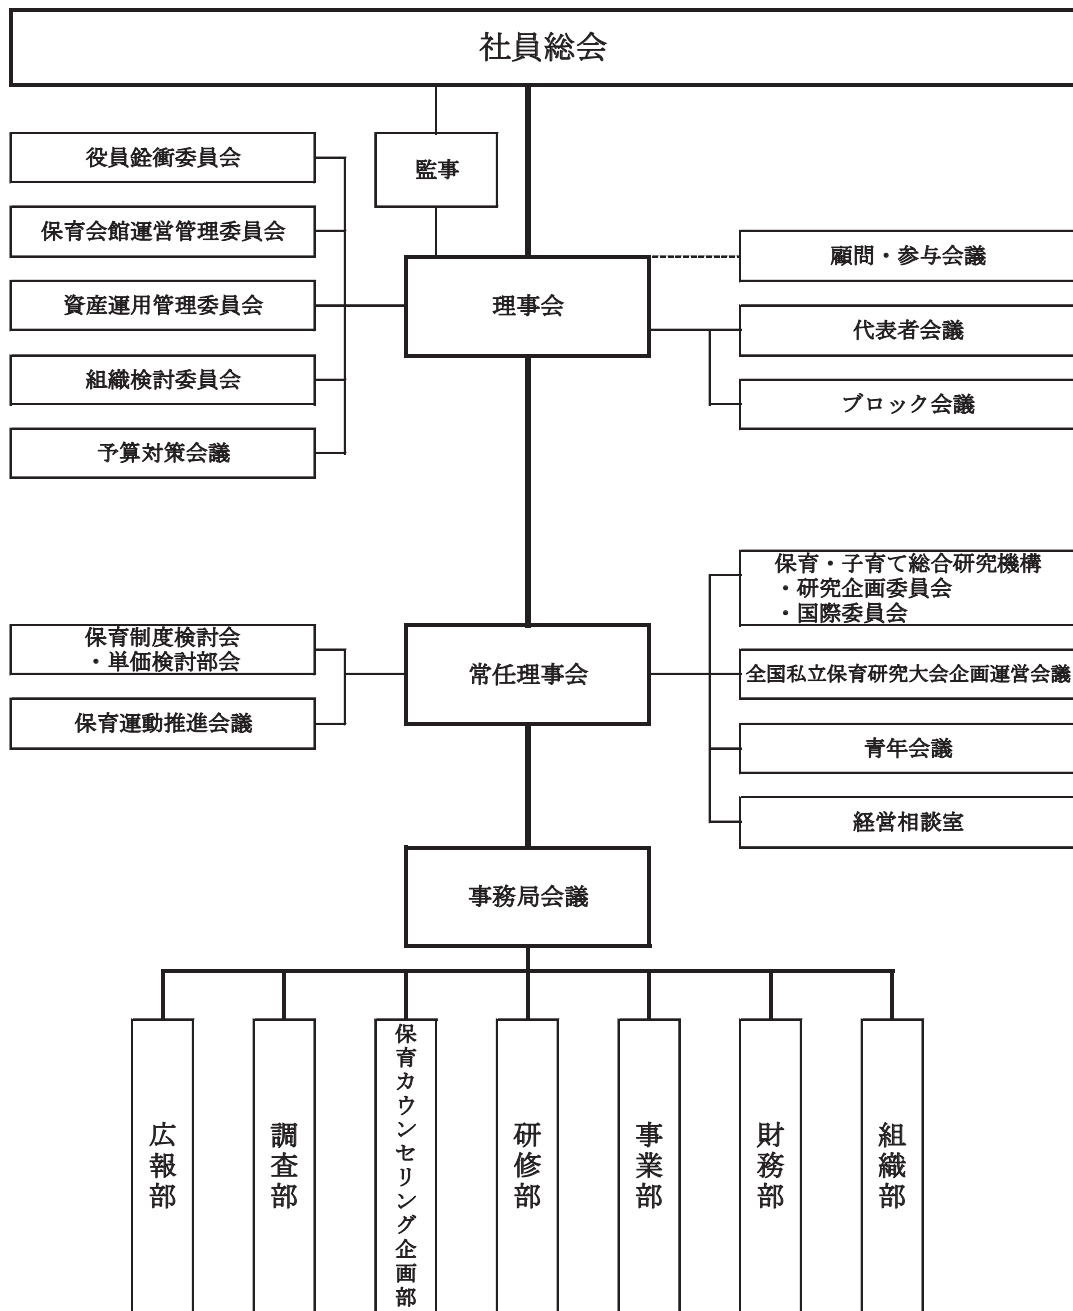 社員総会
監事
役員銓衡委員会
保育会館運営管理委員会
資産運用管理委員会
組織検討委員会
予算対策会議
理事会
顧問・参与会議
代表者会議
ブロック会議
保育制度検討会
・単価検討部会
保育運動推進会議
常任理事会
保育・子育て総合研究機構
・研究企画委員会
・国際委員会
全国私立保育研究大会企画運営会議
青年会議
経営相談室
事務局会議
広報部
調査部
保育カウンセリング企画部
研修部
事業部
財務部
組織部